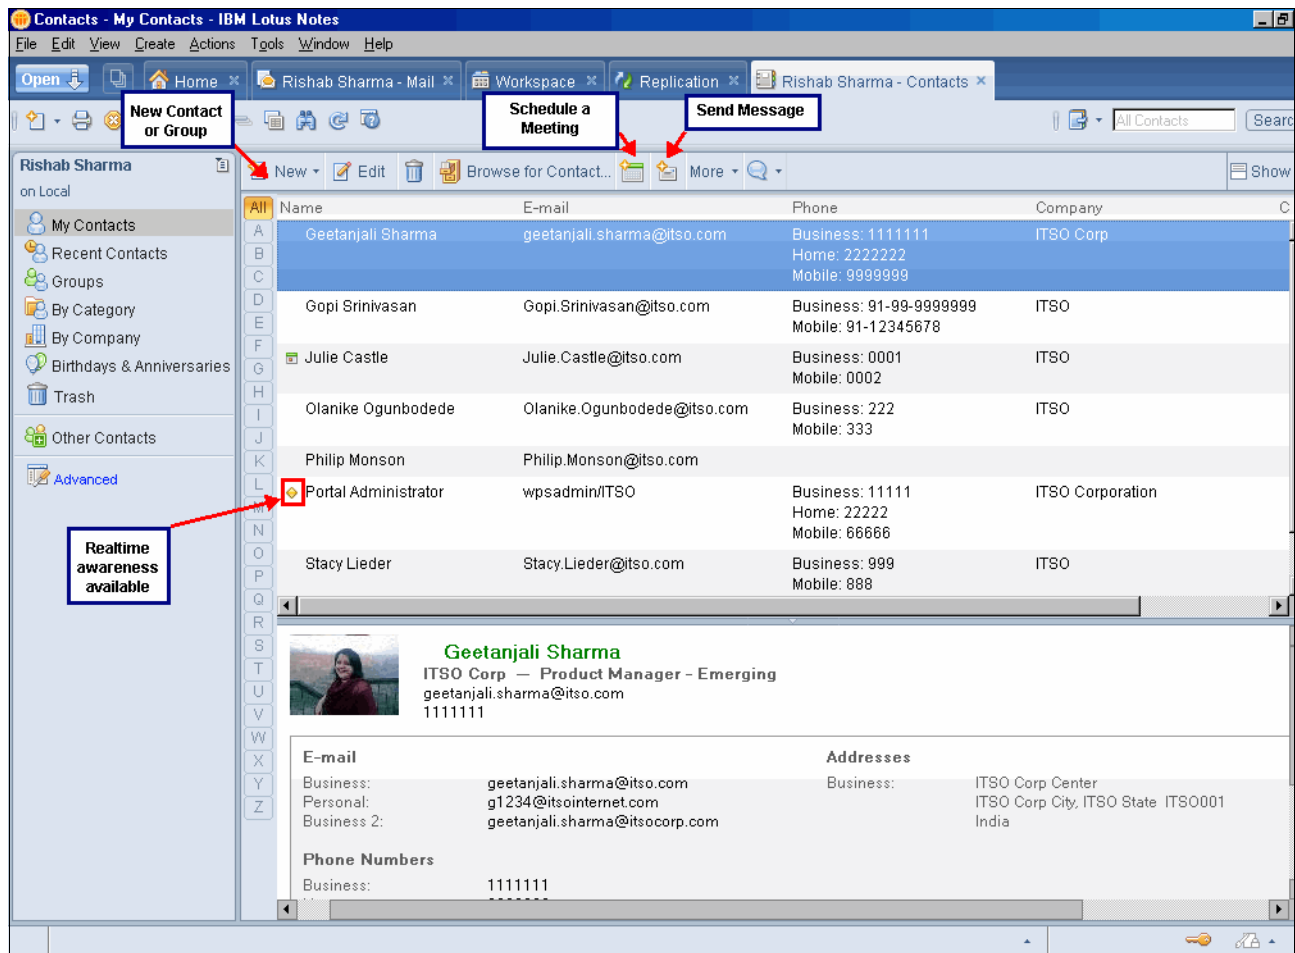 Contacts - My Contacts - IBM Lotus Notes
File Edit View Create Actions Tools Window Help
Open Home Rishab Sharma - Mail Workspace Replication Rishab Sharma - Contacts
New Contact or Group
Schedule a Meeting
Send Message
All Contacts Searc
Rishab Sharma
on Local
New Edit Browse for Contact... More Show
My Contacts
Recent Contacts
Groups
By Category
By Company
Birthdays & Anniversaries
Trash
Other Contacts
Advanced
Realtime awareness available
All
A
B
C
D
E
F
G
H
I
J
K
L
M
N
O
P
Q
R
S
T
U
V
W
X
Y
Z
Name E-mail Phone Company C
Geetanjali Sharma geetanjali.sharma@itso.com Business: 1111111 ITSO Corp
Home: 2222222
Mobile: 9999999
Gopi Srinivasan Gopi.Srinivasan@itso.com Business: 91-99-9999999 ITSO
Mobile: 91-12345678
Julie Castle Julie.Castle@itso.com Business: 0001 ITSO
Mobile: 0002
Olanike Ogunbodede Olanike.Ogunbodede@itso.com Business: 222 ITSO
Mobile: 333
Philip Monson Philip.Monson@itso.com
Portal Administrator wpsadmin/ITSO Business: 11111 ITSO Corporation
Home: 22222
Mobile: 66666
Stacy Lieder Stacy.Lieder@itso.com Business: 999 ITSO
Mobile: 888
Geetanjali Sharma
ITSO Corp — Product Manager - Emerging
geetanjali.sharma@itso.com
1111111
E-mail Addresses
Business: geetanjali.sharma@itso.com Business: ITSO Corp Center
Personal: g1234@itsointernet.com ITSO Corp City, ITSO State ITSO001
Business 2: geetanjali.sharma@itsocorp.com India
Phone Numbers
Business: 1111111